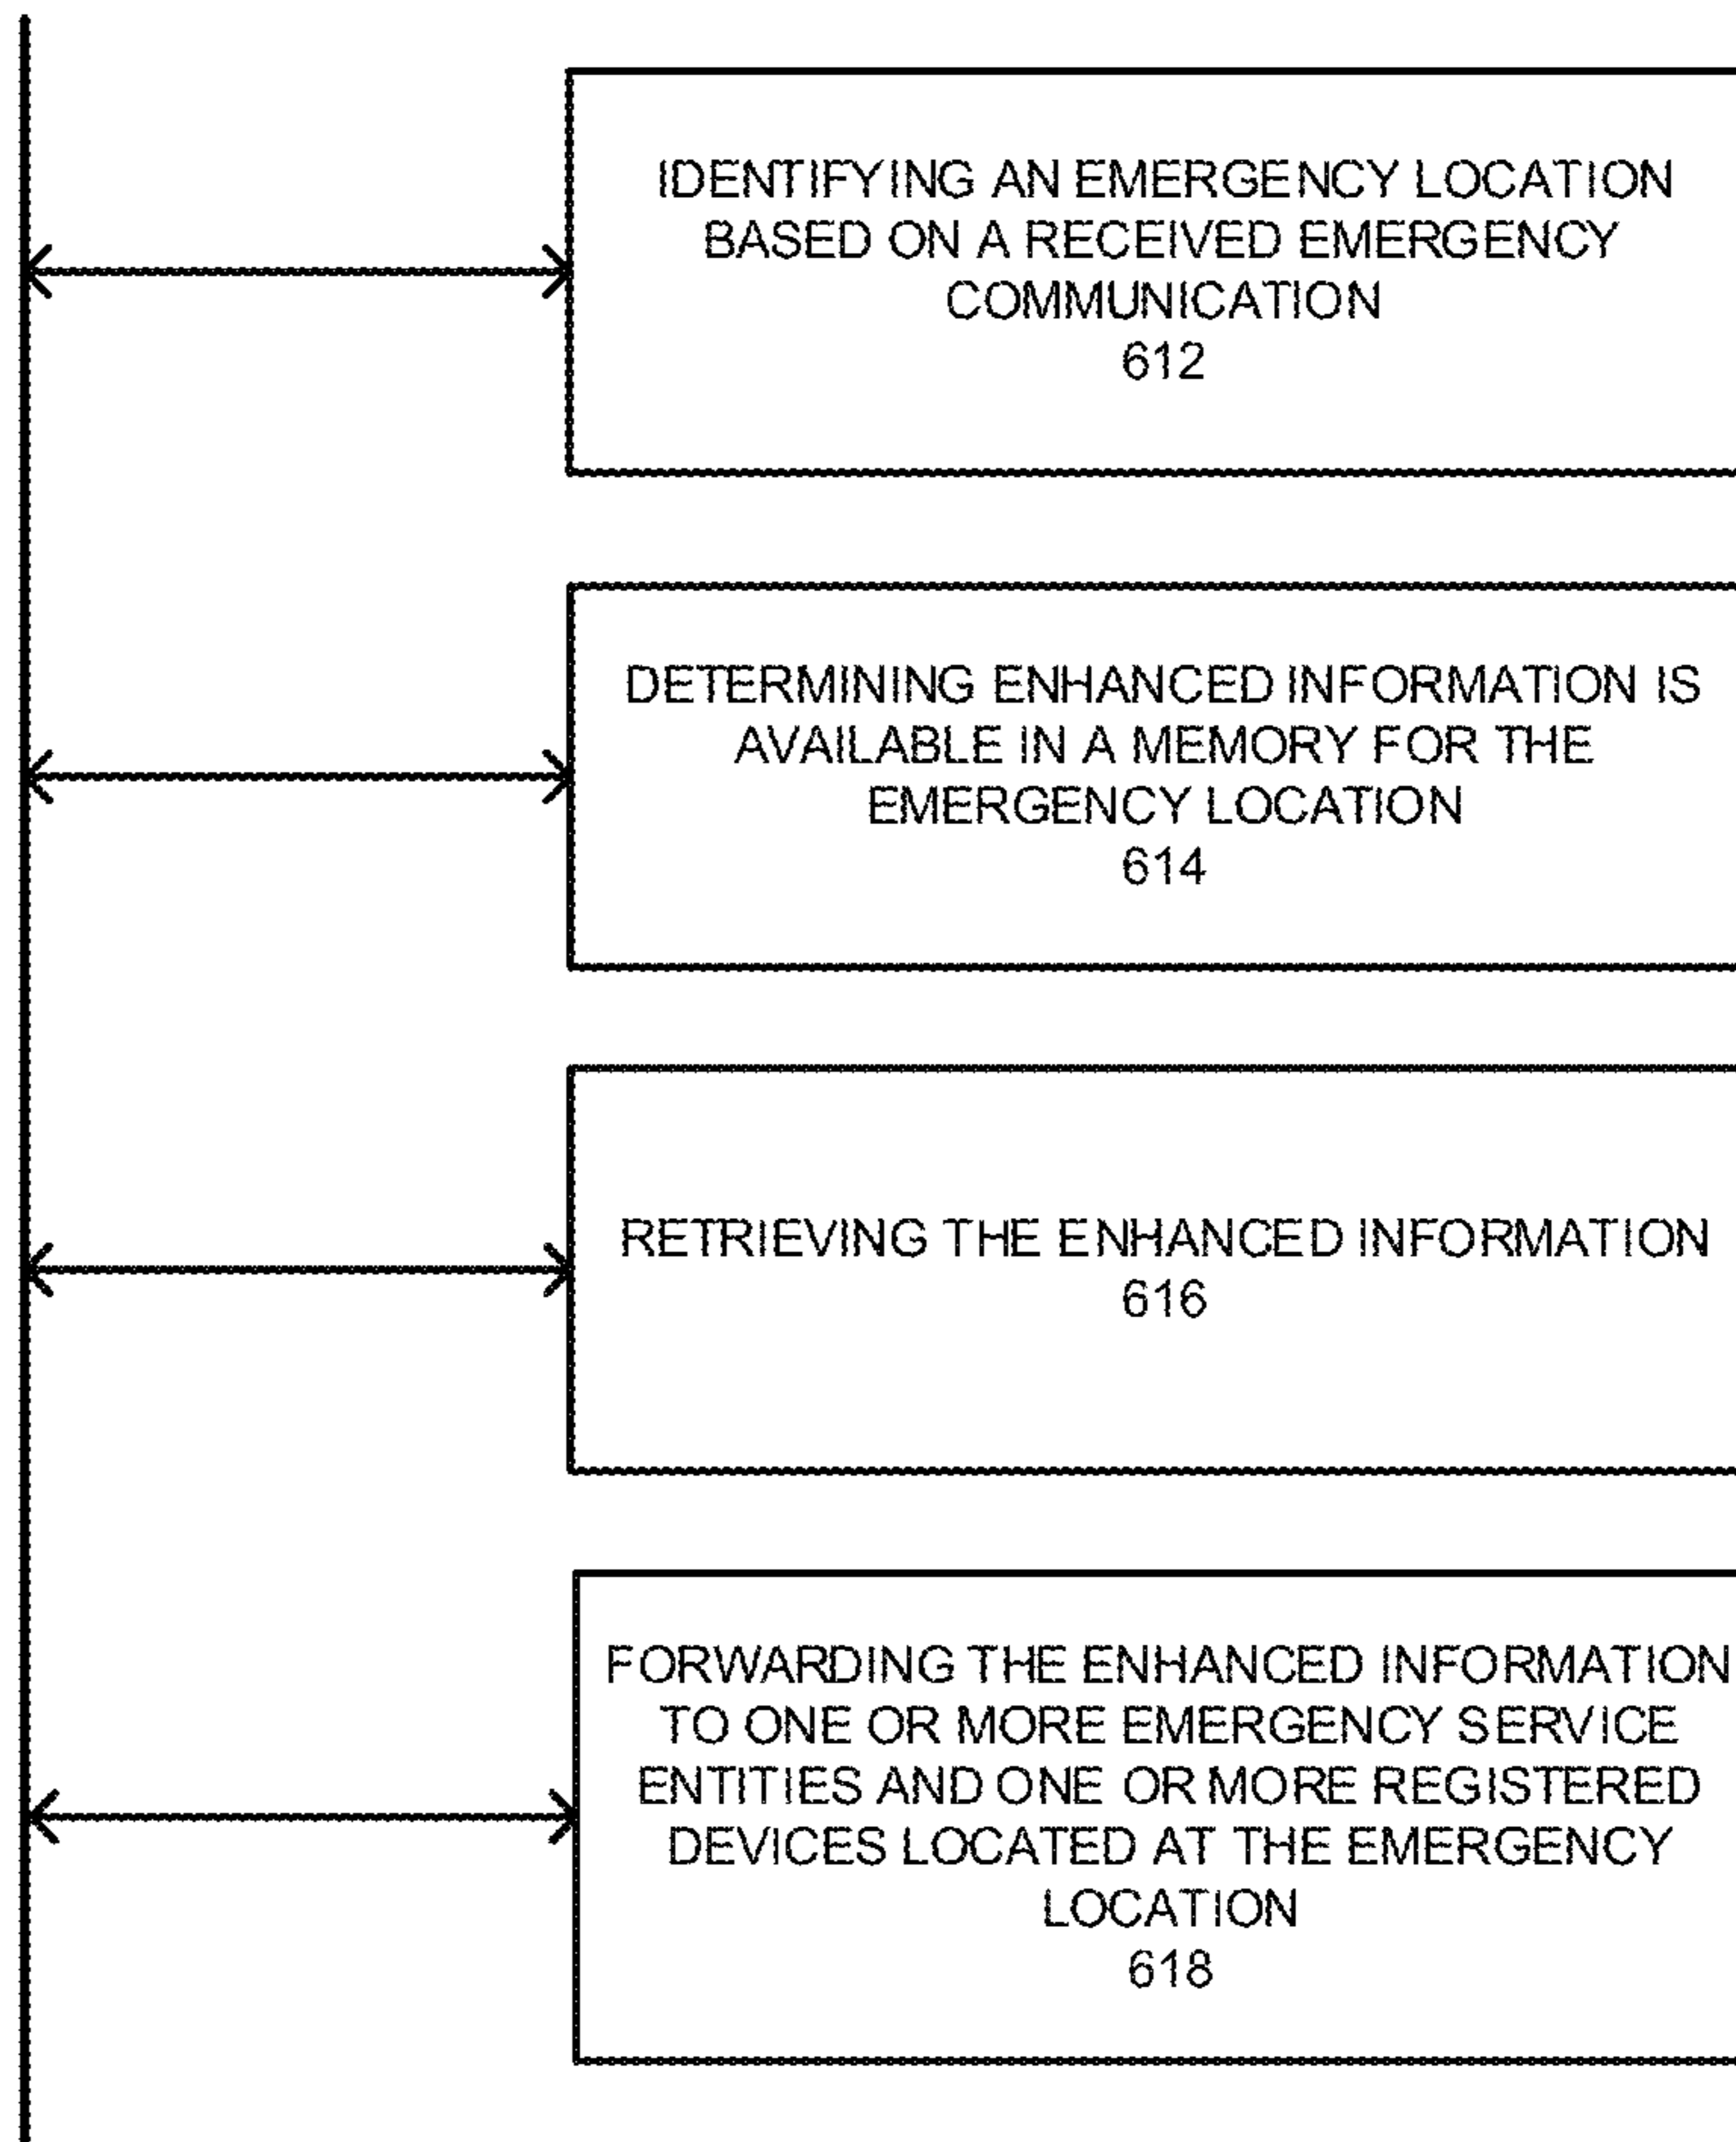 IDENTIFYING AN EMERGENCY LOCATION
BASED ON A RECEIVED EMERGENCY
COMMUNICATION
612
DETERMINING ENHANCED INFORMATION IS
AVAILABLE IN A MEMORY FOR THE
EMERGENCY LOCATION
614
RETRIEVING THE ENHANCED INFORMATION
616
FORWARDING THE ENHANCED INFORMATION
TO ONE OR MORE EMERGENCY SERVICE
ENTITIES AND ONE OR MORE REGISTERED
DEVICES LOCATED AT THE EMERGENCY
LOCATION
618